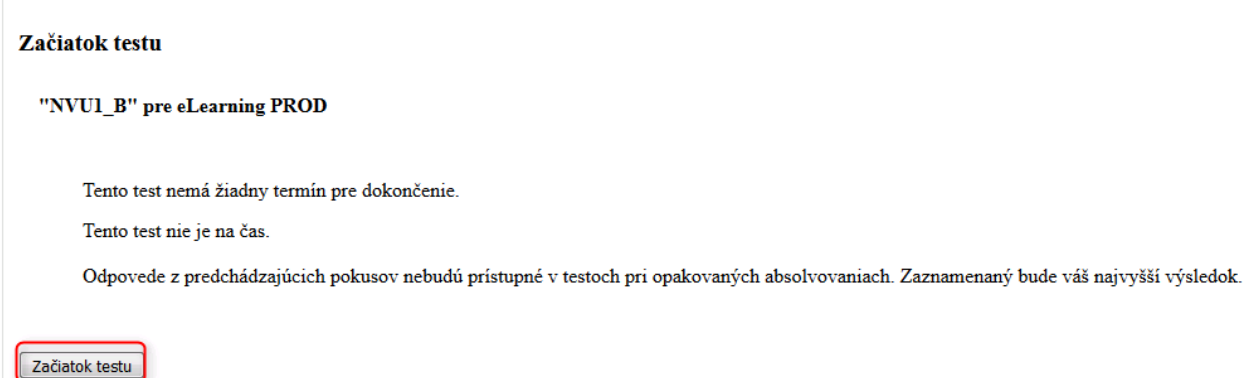 Začiatok testu
"NVU1_B" pre eLearning PROD
Tento test nemá žiadny termín pre dokončenie.
Tento test nie je na čas.
Odpovede z predchádzajúcich pokusov nebudú prístupné v testoch pri opakovaných absolvovaniach. Zaznamenaný bude váš najvyšší výsledok.
Začiatok testu